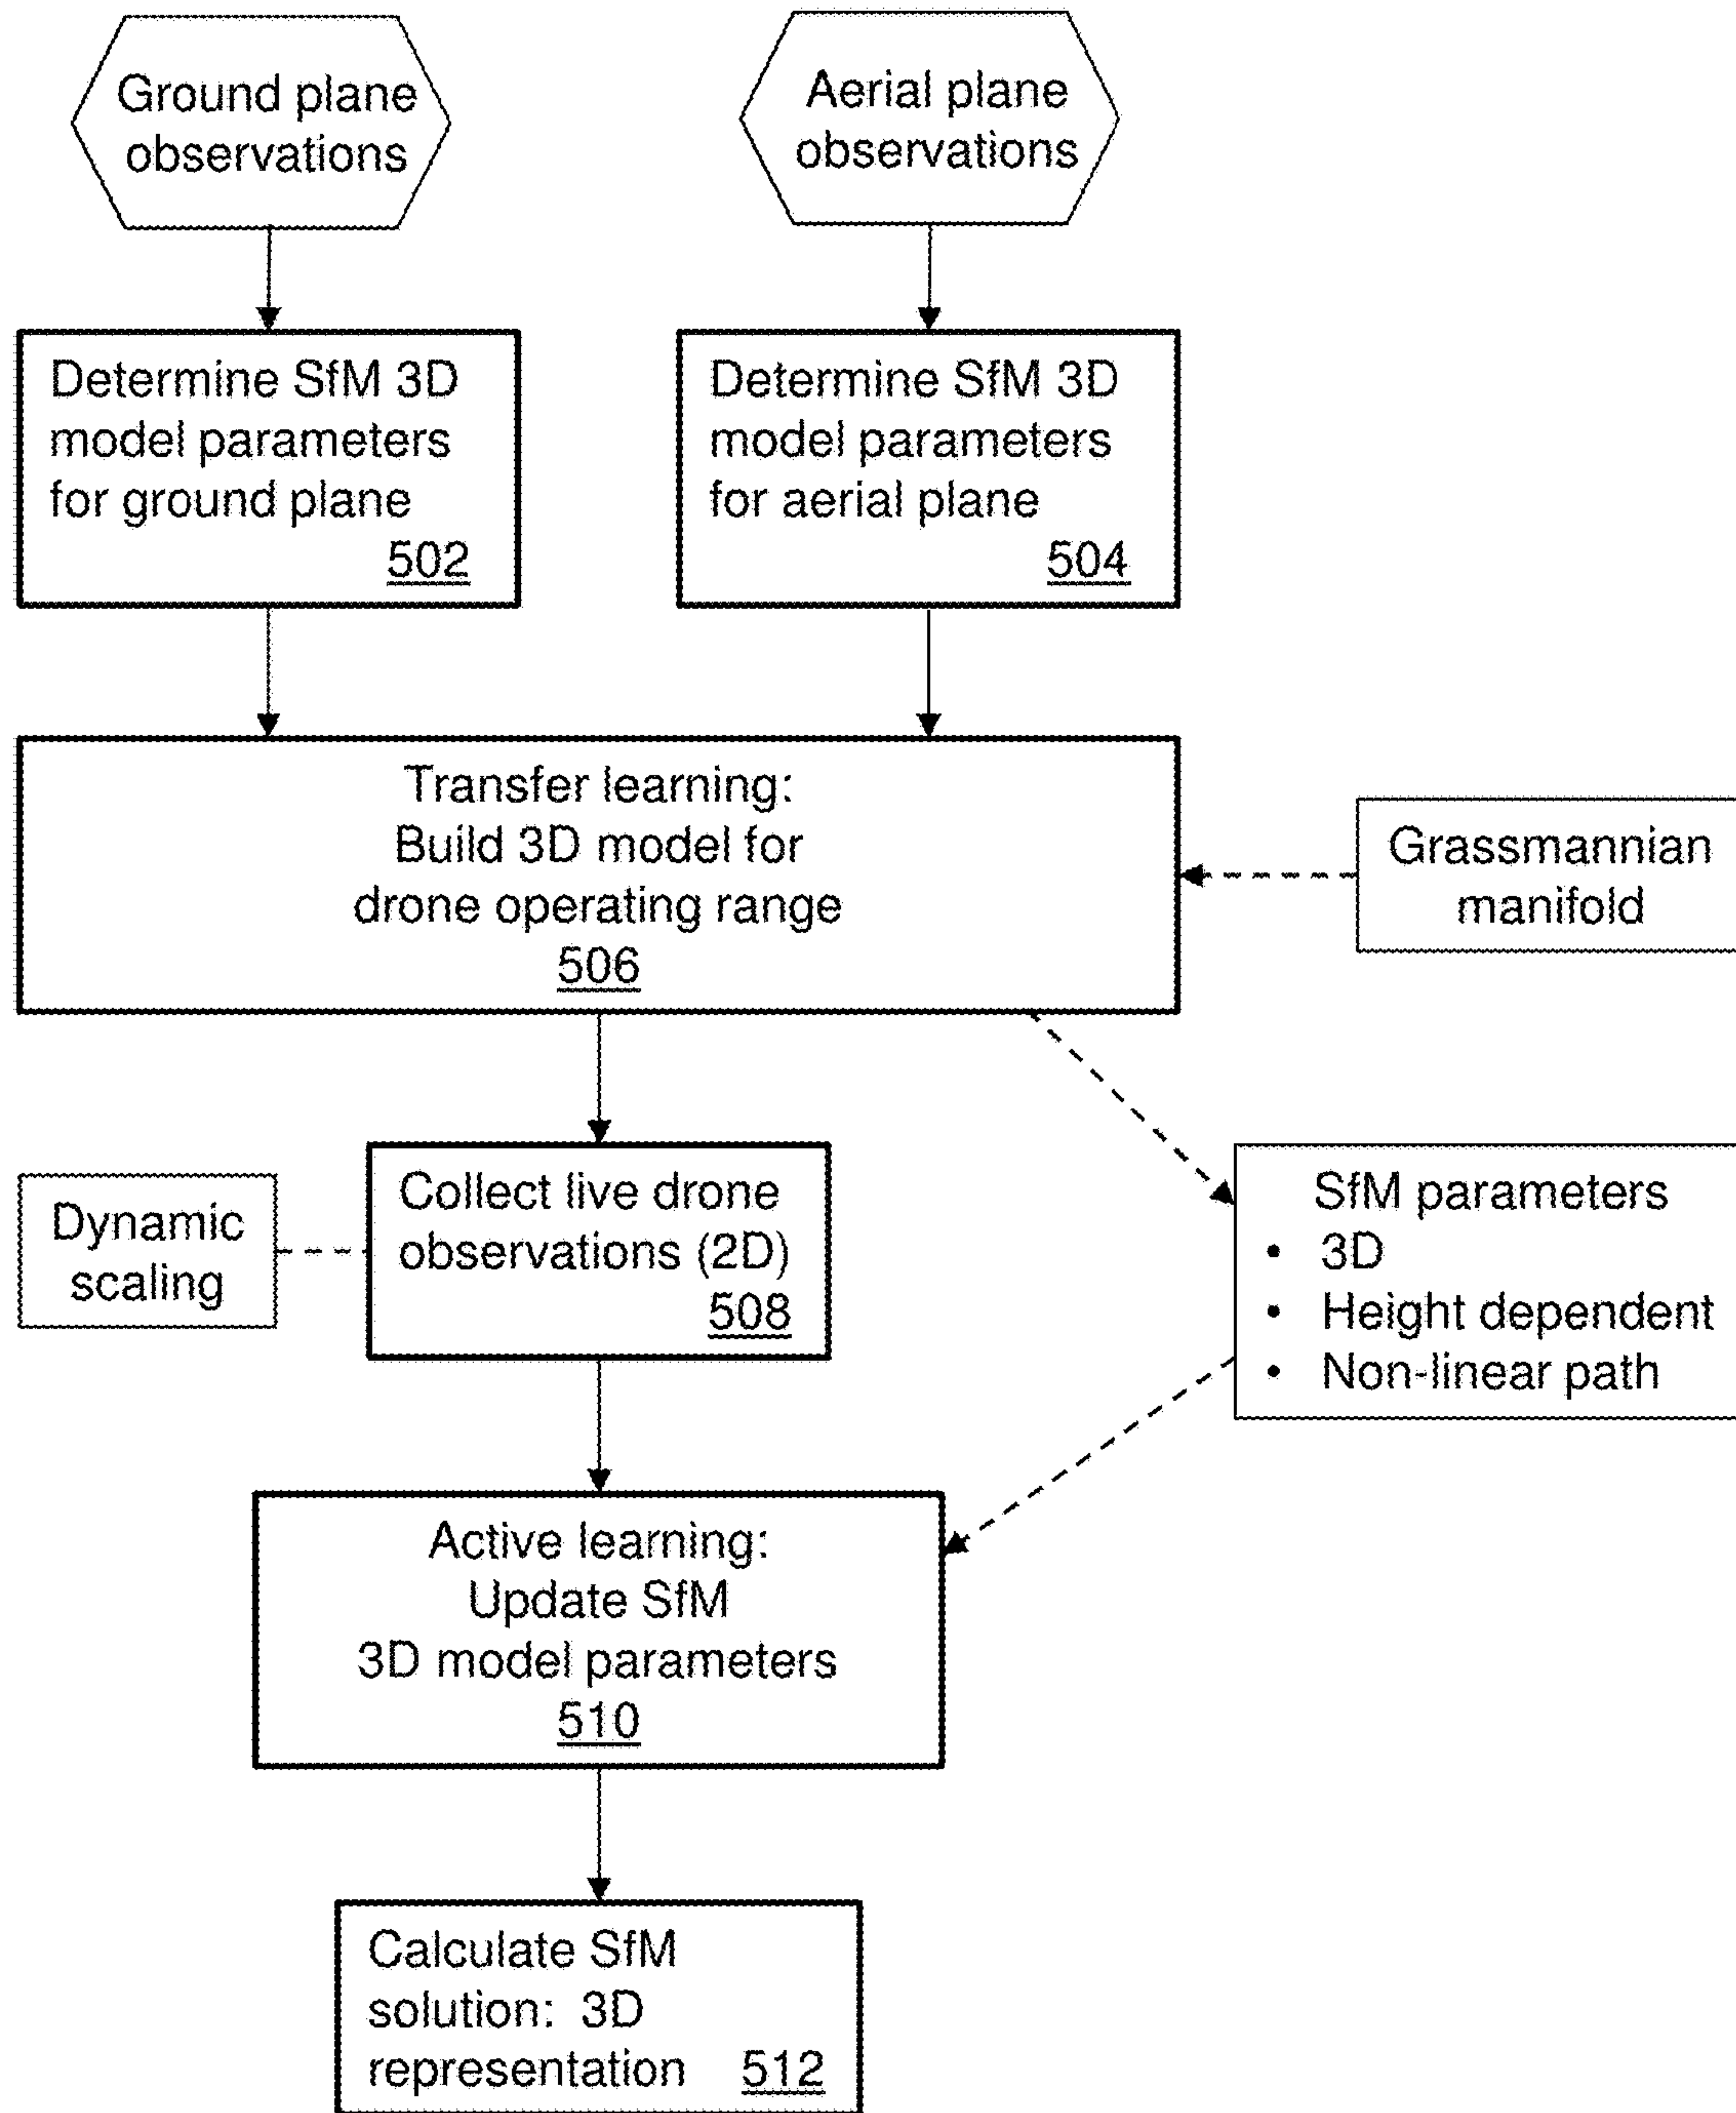 Ground plane
observations
Aerial plane
observations
Determine SfM 3D
model parameters
for ground plane
502
Determine SfM 3D
model parameters
for aerial plane
504
Transfer learning:
Build 3D model for
drone operating range
506
Grassmannian
manifold
Dynamic
scaling
Collect live drone
observations (2D)
508
SfM parameters
• 3D
• Height dependent
• Non-linear path
Active learning:
Update SfM
3D model parameters
510
Calculate SfM
solution: 3D
representation 512